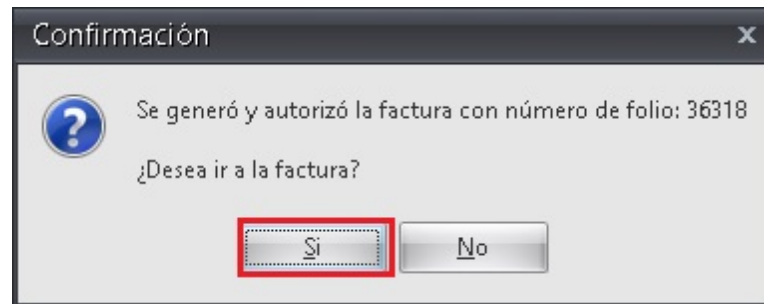 Confirmación
x
Se generó y autorizó la factura con número de folio: 36318
¿Desea ir a la factura?
Si No